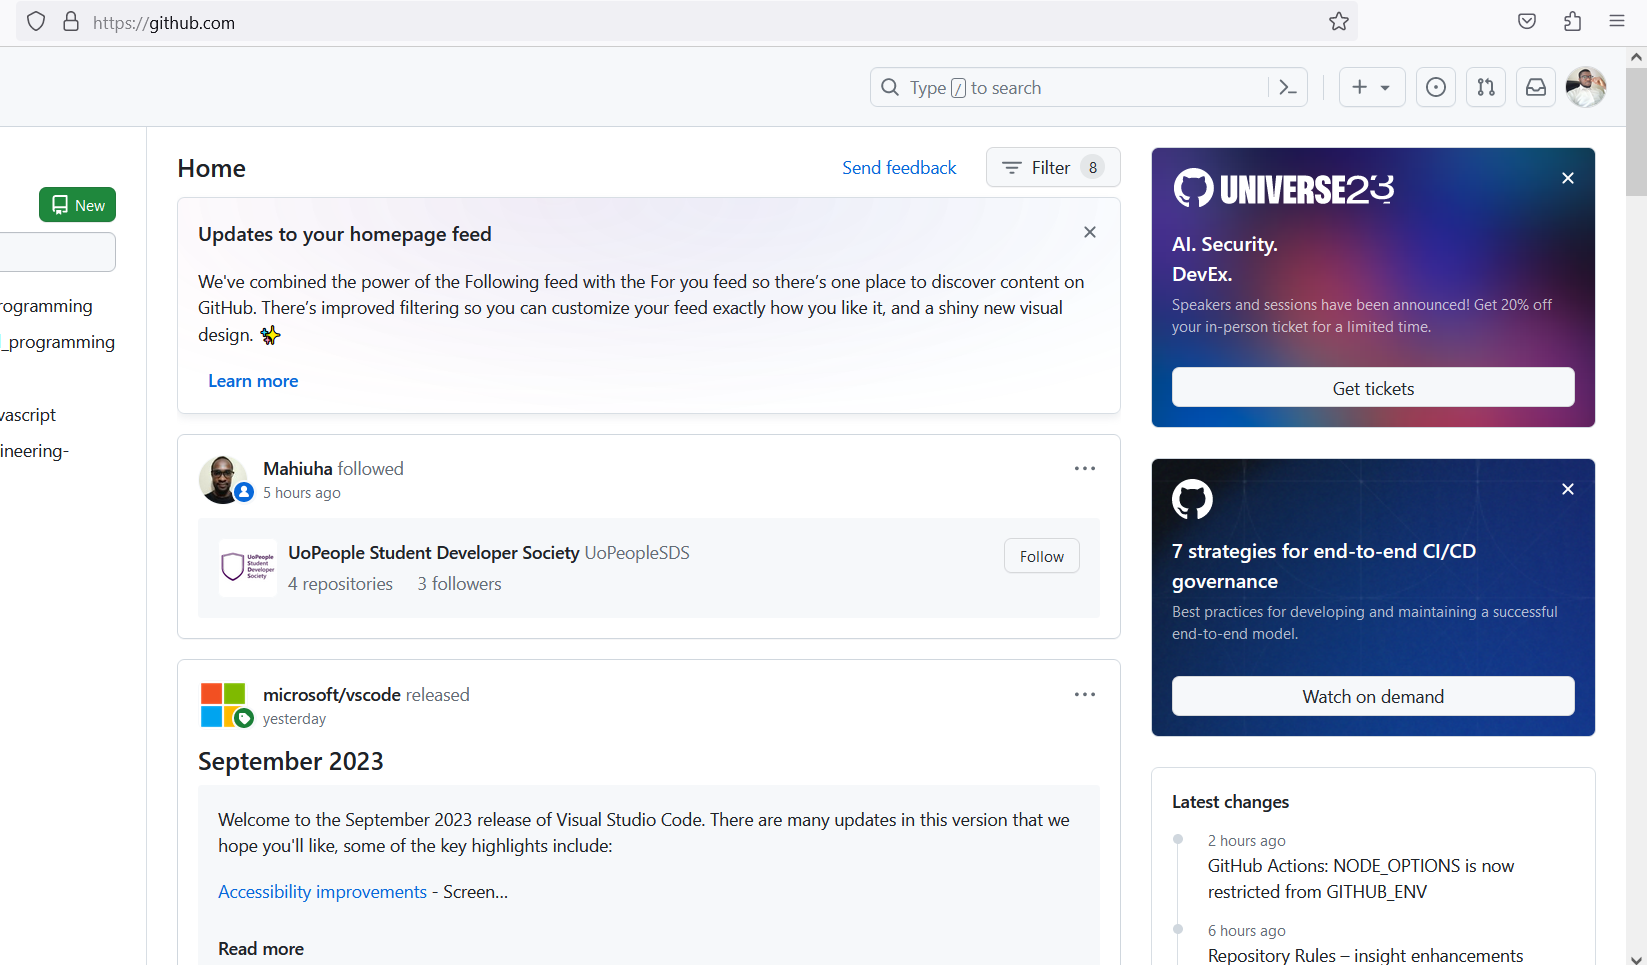 https://github.com
Type / to search
New
rogramming
_programming
vascript
ineering-
Home
Send feedback
Filter 8
Updates to your homepage feed
We've combined the power of the Following feed with the For you feed so there’s one place to discover content on
GitHub. There’s improved filtering so you can customize your feed exactly how you like it, and a shiny new visual
design. ✨
Learn more
Mahiuha followed
5 hours ago
UoPeople
Student
Developer
Society
UoPeople Student Developer Society UoPeopleSDS
4 repositories 3 followers
Follow
microsoft/vscode released
yesterday
September 2023
Welcome to the September 2023 release of Visual Studio Code. There are many updates in this version that we
hope you'll like, some of the key highlights include:
Accessibility improvements - Screen...
Read more
UNIVERSE23
AI. Security.
DevEx.
Speakers and sessions have been announced! Get 20% off
your in-person ticket for a limited time.
Get tickets
7 strategies for end-to-end CI/CD
governance
Best practices for developing and maintaining a successful
end-to-end model.
Watch on demand
Latest changes
2 hours ago
GitHub Actions: NODE_OPTIONS is now
restricted from GITHUB_ENV
6 hours ago
Repository Rules – insight enhancements